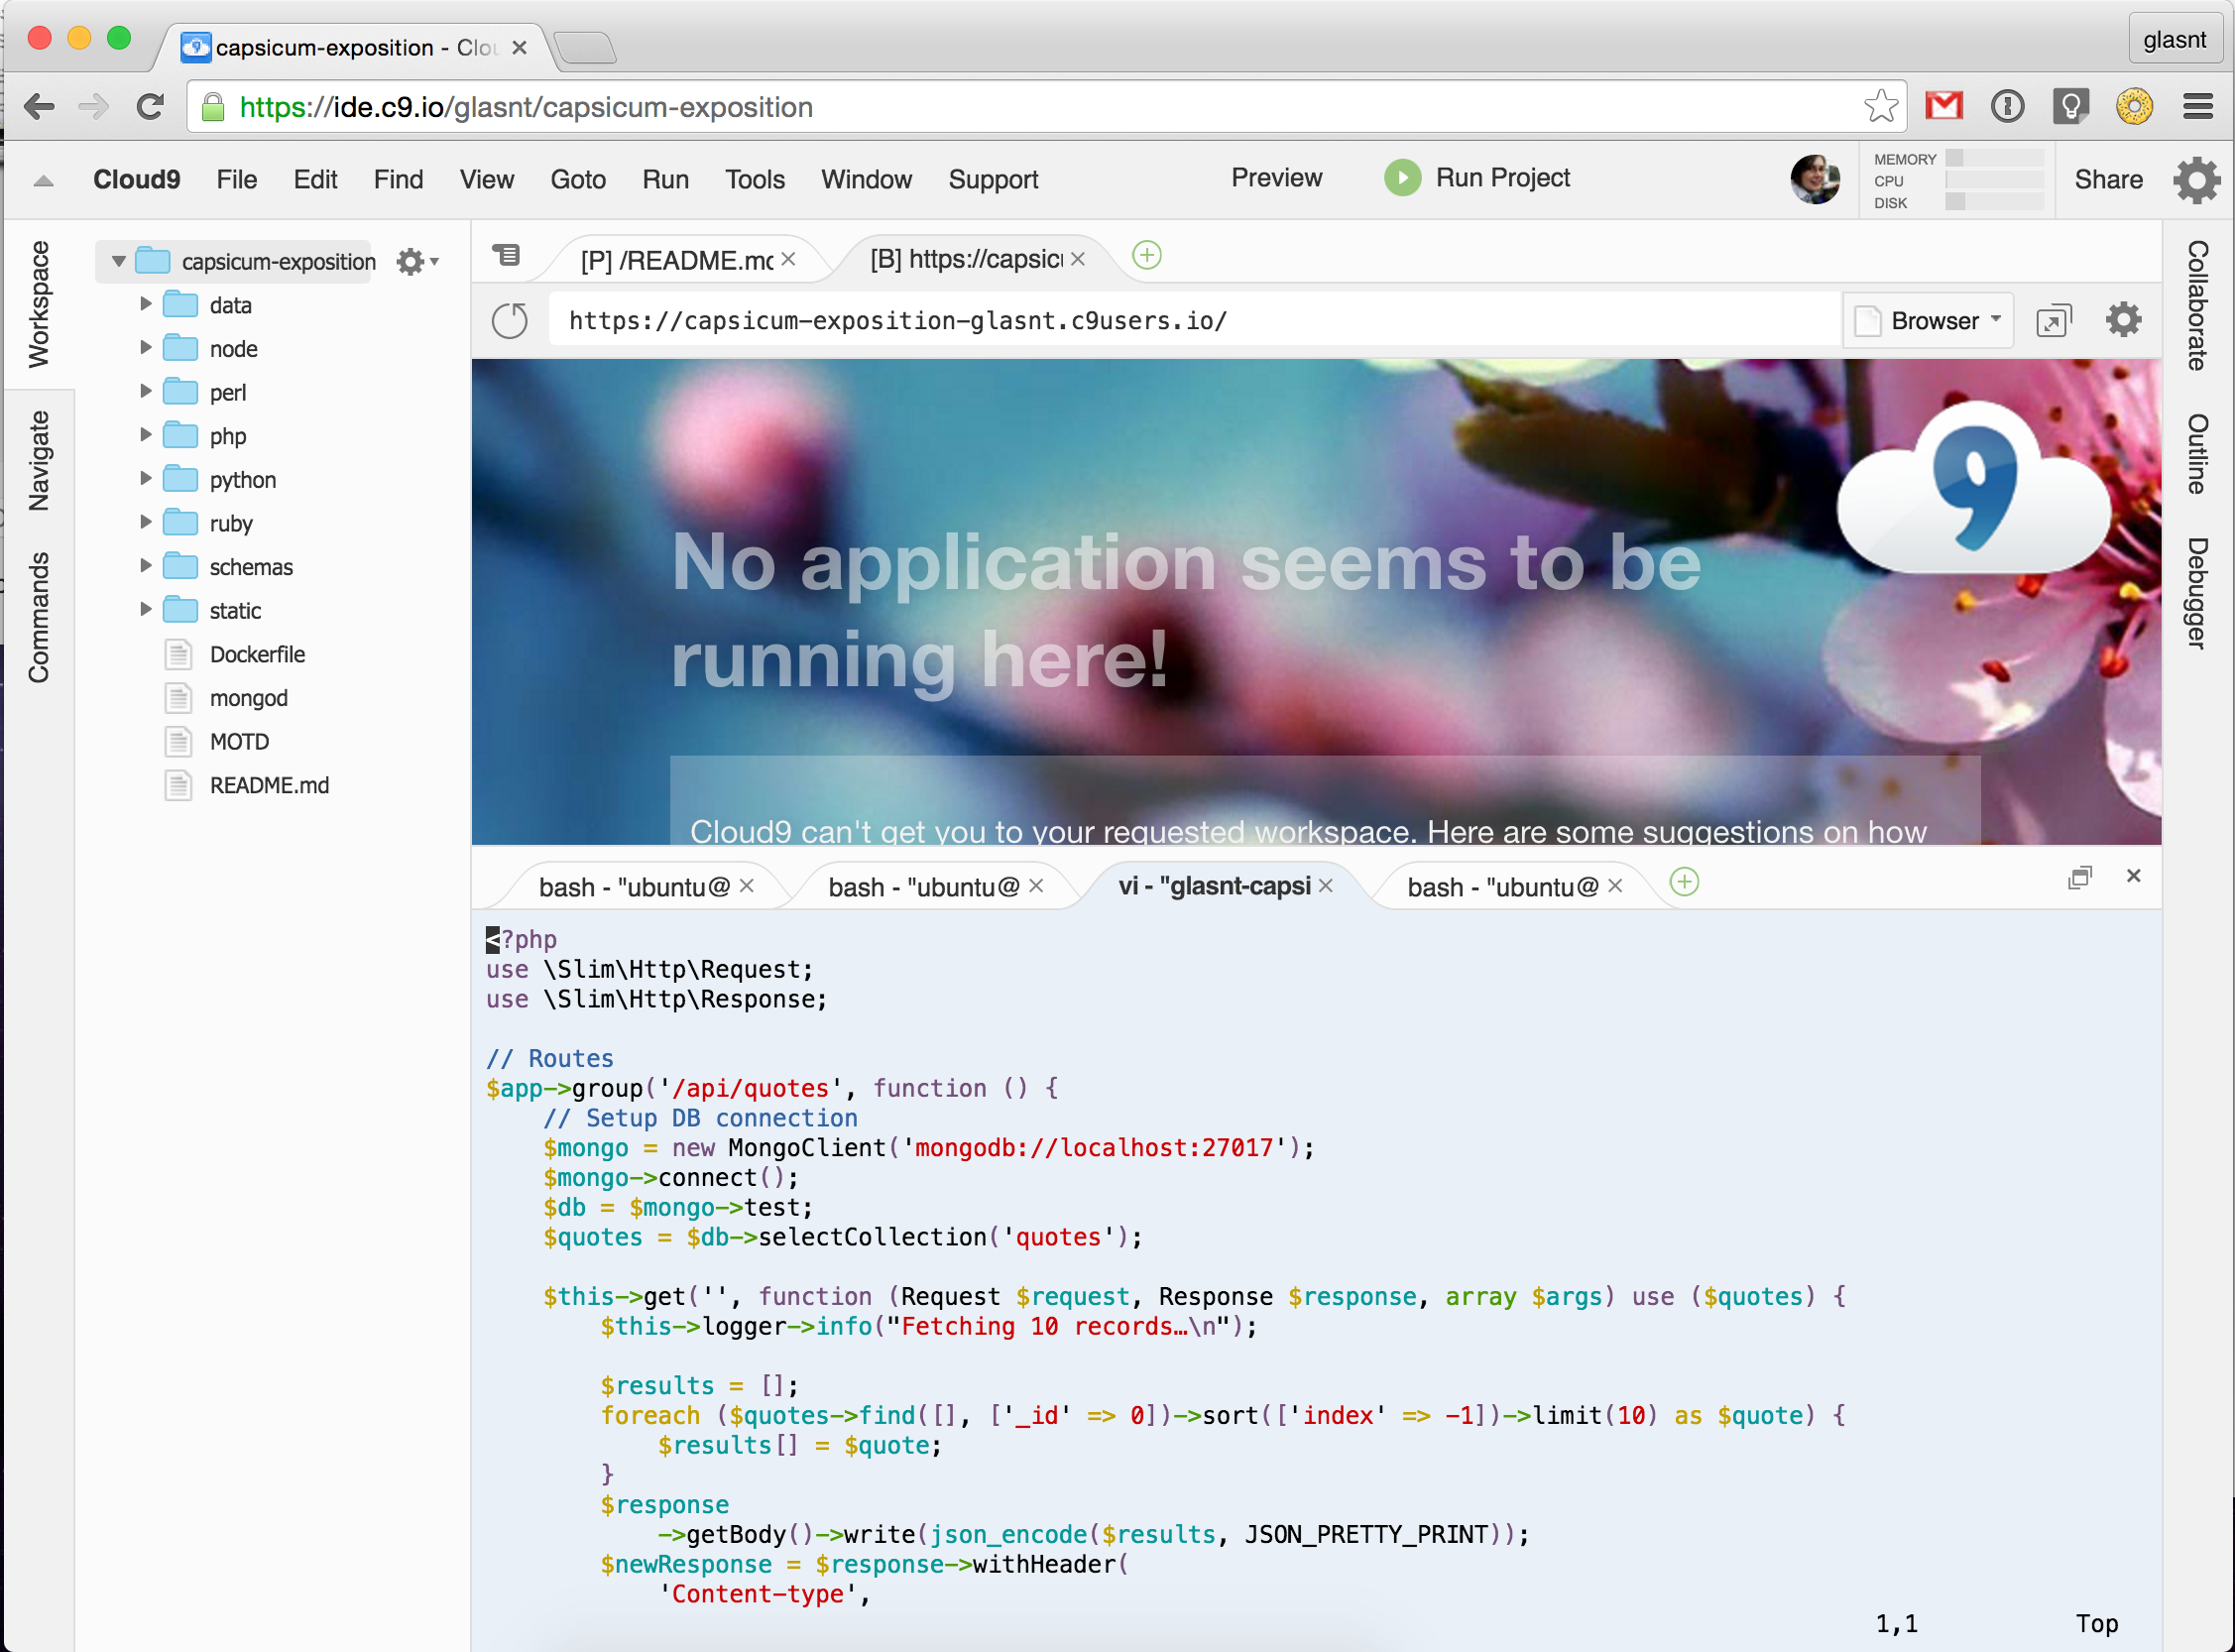 capsicum-exposition - Clou
glasnt
https://ide.c9.io/glasnt/capsicum-exposition
Cloud9 File Edit Find View Goto Run Tools Window Support Preview Run Project MEMORY CPU DISK Share
Workspace
Navigate
Commands
capsicum-exposition
data
node
perl
php
python
ruby
schemas
static
Dockerfile
mongod
MOTD
README.md
[P] /README.mc [B] https://capsic
https://capsicum-exposition-glasnt.c9users.io/ Browser
Collaborate
Outline
Debugger
9
No application seems to be
running here!
Cloud9 can't get you to your requested workspace. Here are some suggestions on how
bash - "ubuntu@ bash - "ubuntu@ vi - "glasnt-capsi bash - "ubuntu@
<?php
use \Slim\Http\Request;
use \Slim\Http\Response;
// Routes
$app->group('/api/quotes', function () {
    // Setup DB connection
    $mongo = new MongoClient('mongodb://localhost:27017');
    $mongo->connect();
    $db = $mongo->test;
    $quotes = $db->selectCollection('quotes');
    $this->get('', function (Request $request, Response $response, array $args) use ($quotes) {
        $this->logger->info("Fetching 10 records…\n");
        $results = [];
        foreach ($quotes->find([], ['_id' => 0])->sort(['index' => -1])->limit(10) as $quote) {
            $results[] = $quote;
        }
        $response
            ->getBody()->write(json_encode($results, JSON_PRETTY_PRINT));
        $newResponse = $response->withHeader(
            'Content-type',
1,1 Top